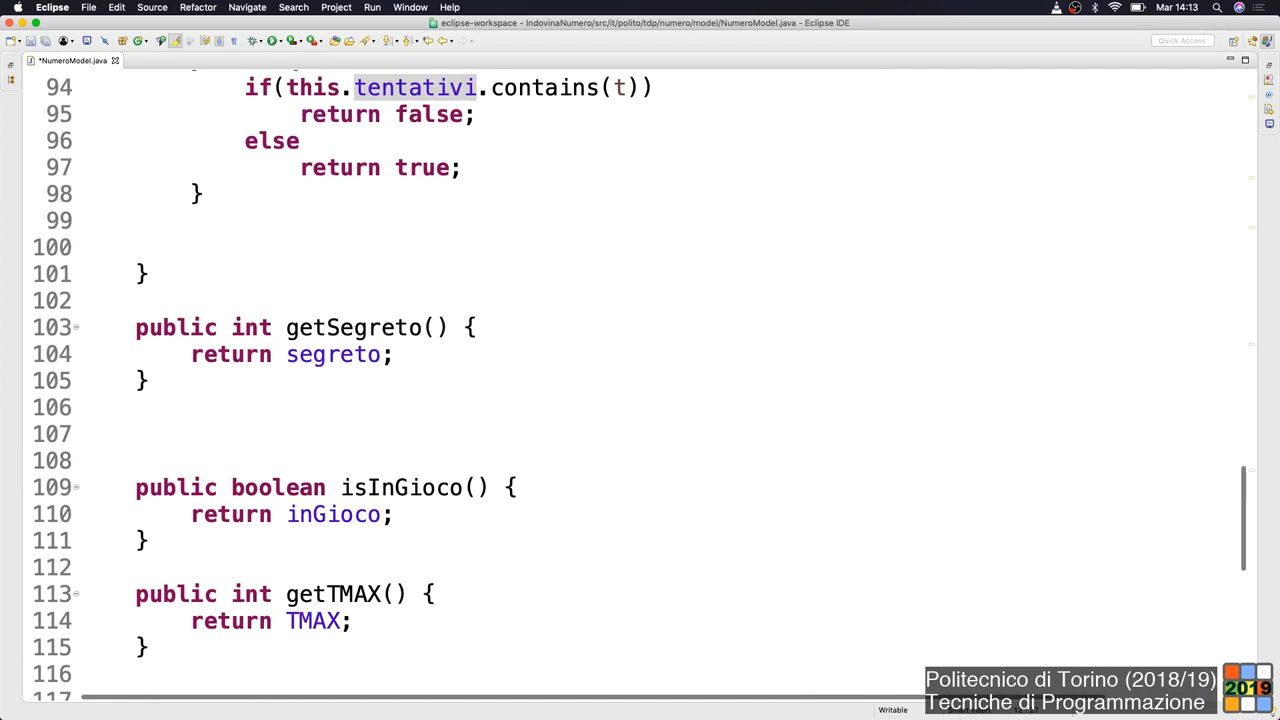 Eclipse File Edit Source Refactor Navigate Search Project Run Window Help Mar 14:13
eclipse-workspace - IndovinaNumero/src/it/polito/tdp/numero/model/NumeroModel.java - Eclipse IDE
Quick Access
*NumeroModel.java
94 if(this.tentativi.contains(t))
95 return false;
96 else
97 return true;
98 }
99
100
101 }
102
103 public int getSegreto() {
104 return segreto;
105 }
106
107
108
109 public boolean isInGioco() {
110 return inGioco;
111 }
112
113 public int getTMAX() {
114 return TMAX;
115 }
116
117
Politecnico di Torino (2018/19)
Tecniche di Programmazione
2019
Writable